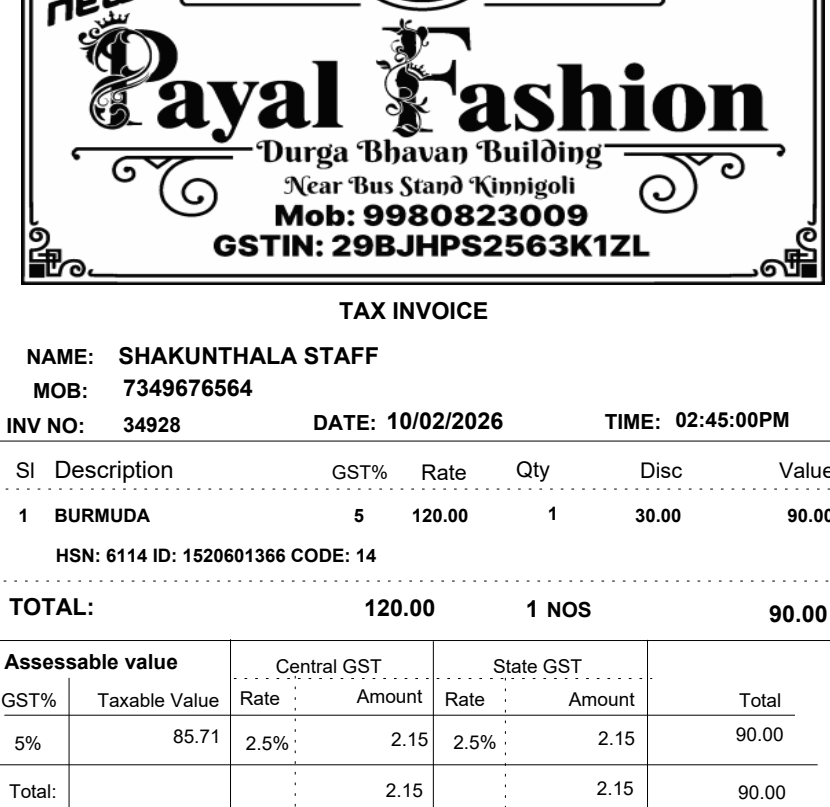 new
Payal Fashion
Durga Bhavan Building
Near Bus Stand Kinnigoli
Mob: 9980823009
GSTIN: 29BJHPS2563K1ZL
TAX INVOICE
NAME: SHAKUNTHALA STAFF
MOB: 7349676564
INV NO: 34928 DATE: 10/02/2026 TIME: 02:45:00PM
Sl Description GST% Rate Qty Disc Value
1 BURMUDA 5 120.00 1 30.00 90.00
HSN: 6114 ID: 1520601366 CODE: 14
TOTAL: 120.00 1 NOS 90.00
Assessable value Central GST State GST
GST% Taxable Value Rate Amount Rate Amount Total
5% 85.71 2.5% 2.15 2.5% 2.15 90.00
Total: 2.15 2.15 90.00